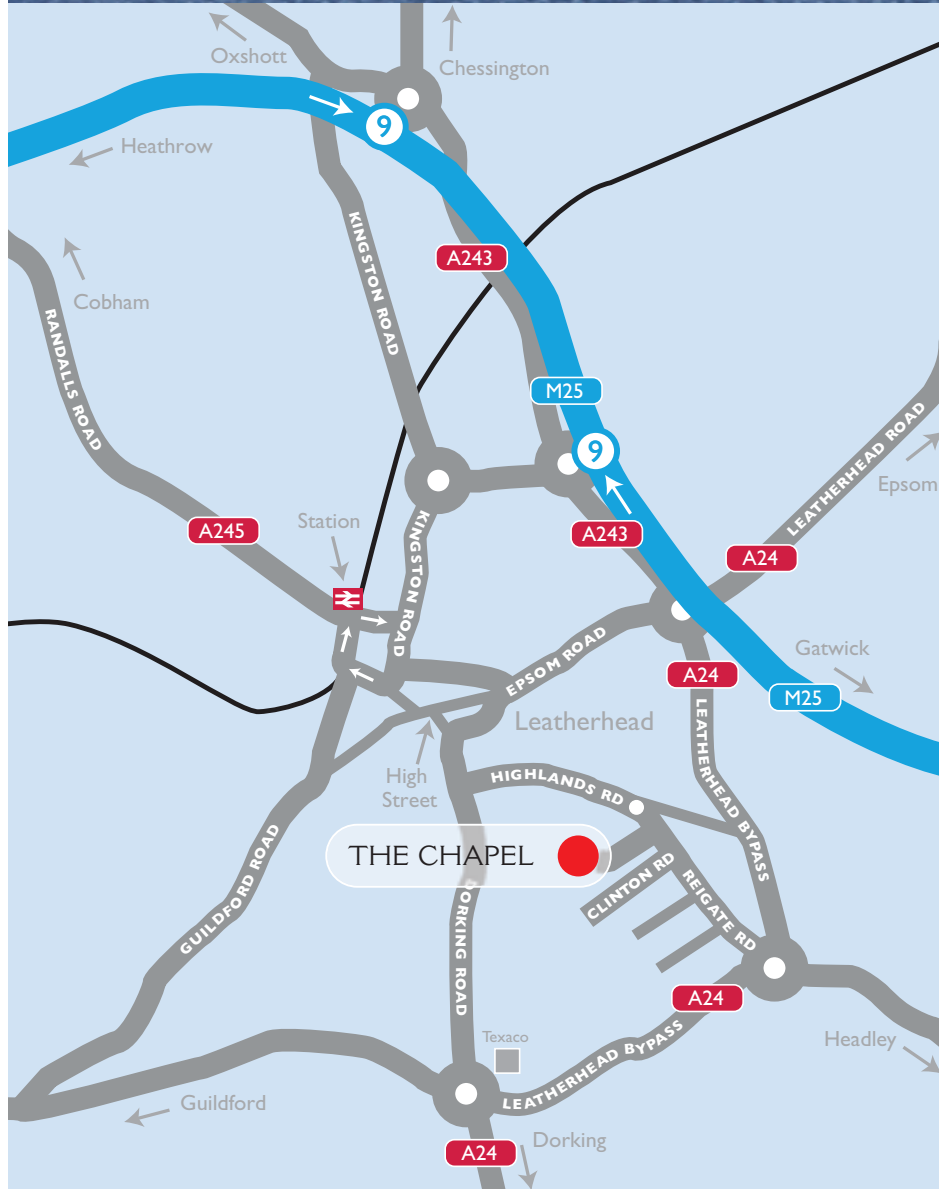 Oxshott
Chessington
9
Heathrow
KINGSTON ROAD
A243
Cobham
RANDALLS ROAD
M25
9
LEATHERHEAD ROAD
Epsom
A245
Station
A243
A24
KINGSTON ROAD
EPSOM ROAD
Gatwick
A24
M25
Leatherhead
LEATHERHEAD BYPASS
High
Street
HIGHLANDS RD
THE CHAPEL
CLINTON RD
REIGATE RD
GUILDFORD ROAD
DORKING ROAD
A24
Texaco
LEATHERHEAD BYPASS
Headley
Guildford
Dorking
A24